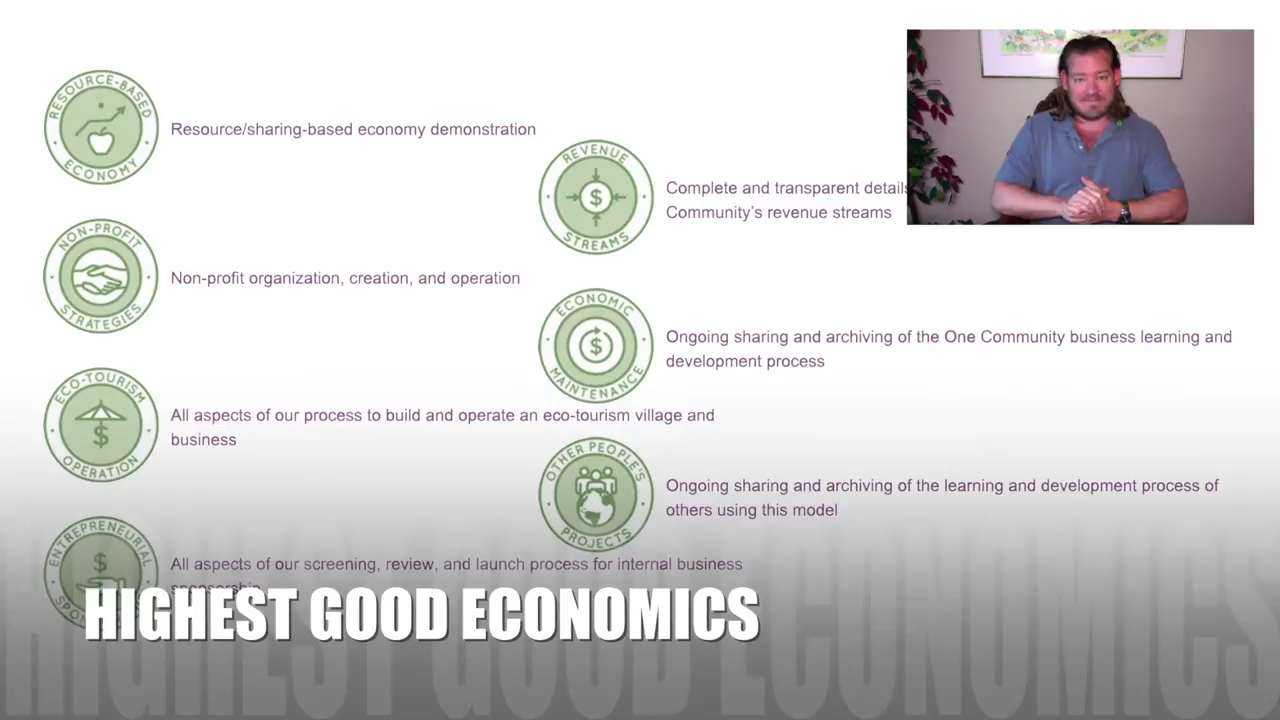 RESOURCE-BASED
ECONOMY
Resource/sharing-based economy demonstration
REVENUE
STREAMS
Complete and transparent details
Community's revenue streams
NON-PROFIT
STRATEGIES
Non-profit organization, creation, and operation
ECONOMIC
MAINTENANCE
Ongoing sharing and archiving of the One Community business learning and
development process
ECO-TOURISM
OPERATION
All aspects of our process to build and operate an eco-tourism village and
business
OTHER PEOPLE'S
PROJECTS
Ongoing sharing and archiving of the learning and development process of
others using this model
ENTREPRENEURIAL
All aspects of our screening, review, and launch process for internal business
sponsorship
HIGHEST GOOD ECONOMICS
HIGHEST GOOD ECONOMICS